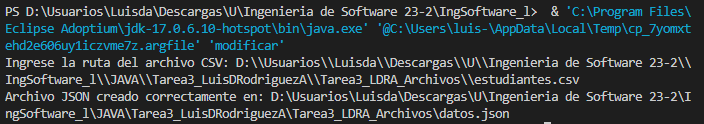 PS D:\Usuarios\Luisda\Descargas\U\Ingenieria de Software 23-2\IngSoftware_l>  & 'C:\Program Files\
Eclipse Adoptium\jdk-17.0.6.10-hotspot\bin\java.exe' '@C:\Users\luis-\AppData\Local\Temp\cp_7yomxt
ehd2e606uy1iczvme7z.argfile' 'modificar'
Ingrese la ruta del archivo CSV: D:\\Usuarios\\Luisda\\Descargas\\U\\Ingenieria de Software 23-2\\
IngSoftware_l\\JAVA\\Tarea3_LuisDRodriguezA\\Tarea3_LDRA_Archivos\\estudiantes.csv
Archivo JSON creado correctamente en: D:\Usuarios\Luisda\Descargas\U\Ingenieria de Software 23-2\I
ngSoftware_l\JAVA\Tarea3_LuisDRodriguezA\Tarea3_LDRA_Archivos\datos.json